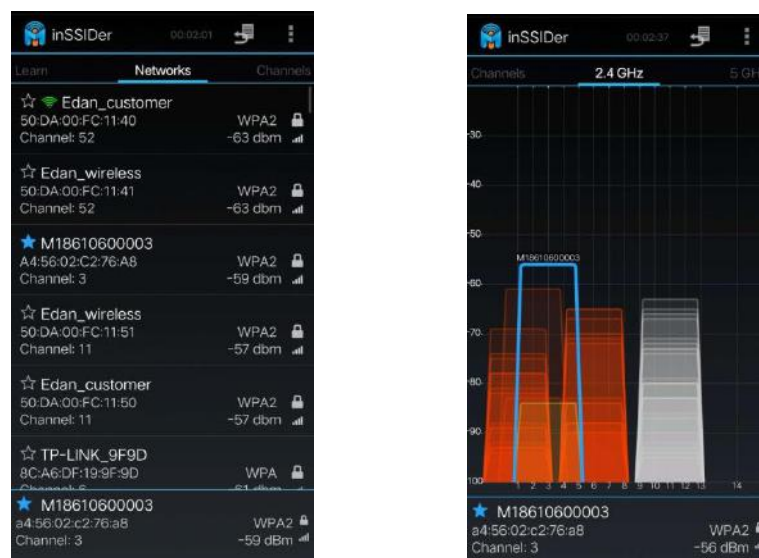 inSSIDer 00:02:01
Learn Networks Channels
Edan_customer
50:DA:00:FC:11:40 WPA2
Channel: 52 -63 dbm
Edan_wireless
50:DA:00:FC:11:41 WPA2
Channel: 52 -63 dbm
M18610600003
A4:56:02:C2:76:A8 WPA2
Channel: 3 -59 dbm
Edan_wireless
50:DA:00:FC:11:51 WPA2
Channel: 11 -57 dbm
Edan_customer
50:DA:00:FC:11:50 WPA2
Channel: 11 -57 dbm
TP-LINK_9F9D
8C:A6:DF:19:9F:9D WPA
Channel: 6 -61 dbm
M18610600003
a4:56:02:c2:76:a8 WPA2
Channel: 3 -59 dBm
inSSIDer 00:02:37
Channels 2.4 GHz 5 GH
-30
-40
-50
M18610600003
-60
-70
-80
-90
100 1 2 3 4 5 6 7 8 9 10 11 12 13 14
M18610600003
a4:56:02:c2:76:a8 WPA2
Channel: 3 -56 dBm